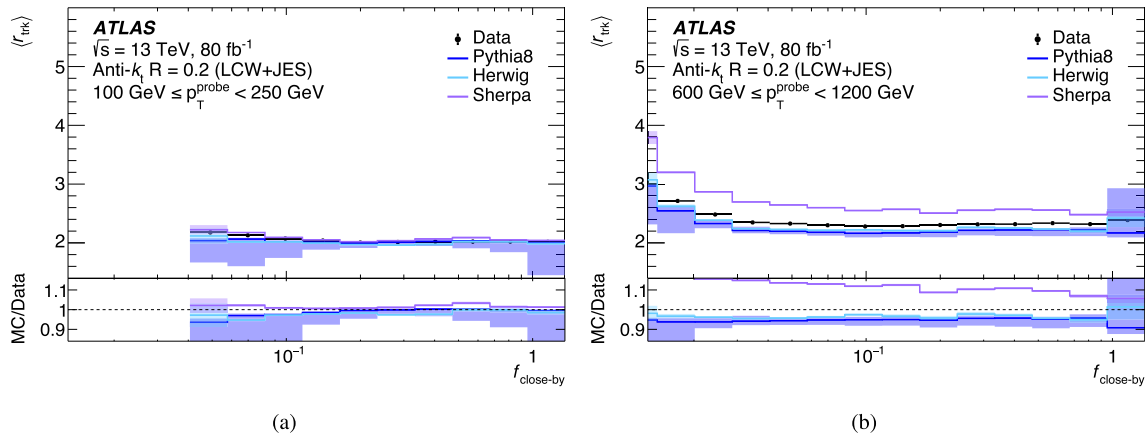 ⟨r_trk⟩
ATLAS
√s = 13 TeV, 80 fb⁻¹
Anti-k_t R = 0.2 (LCW+JES)
100 GeV ≤ p_T^probe < 250 GeV
Data
Pythia8
Herwig
Sherpa
5
4
3
2
MC/Data
1.1
1
0.9
10⁻¹
1
f_close-by
(a)
⟨r_trk⟩
ATLAS
√s = 13 TeV, 80 fb⁻¹
Anti-k_t R = 0.2 (LCW+JES)
600 GeV ≤ p_T^probe < 1200 GeV
Data
Pythia8
Herwig
Sherpa
5
4
3
2
MC/Data
1.1
1
0.9
10⁻¹
1
f_close-by
(b)